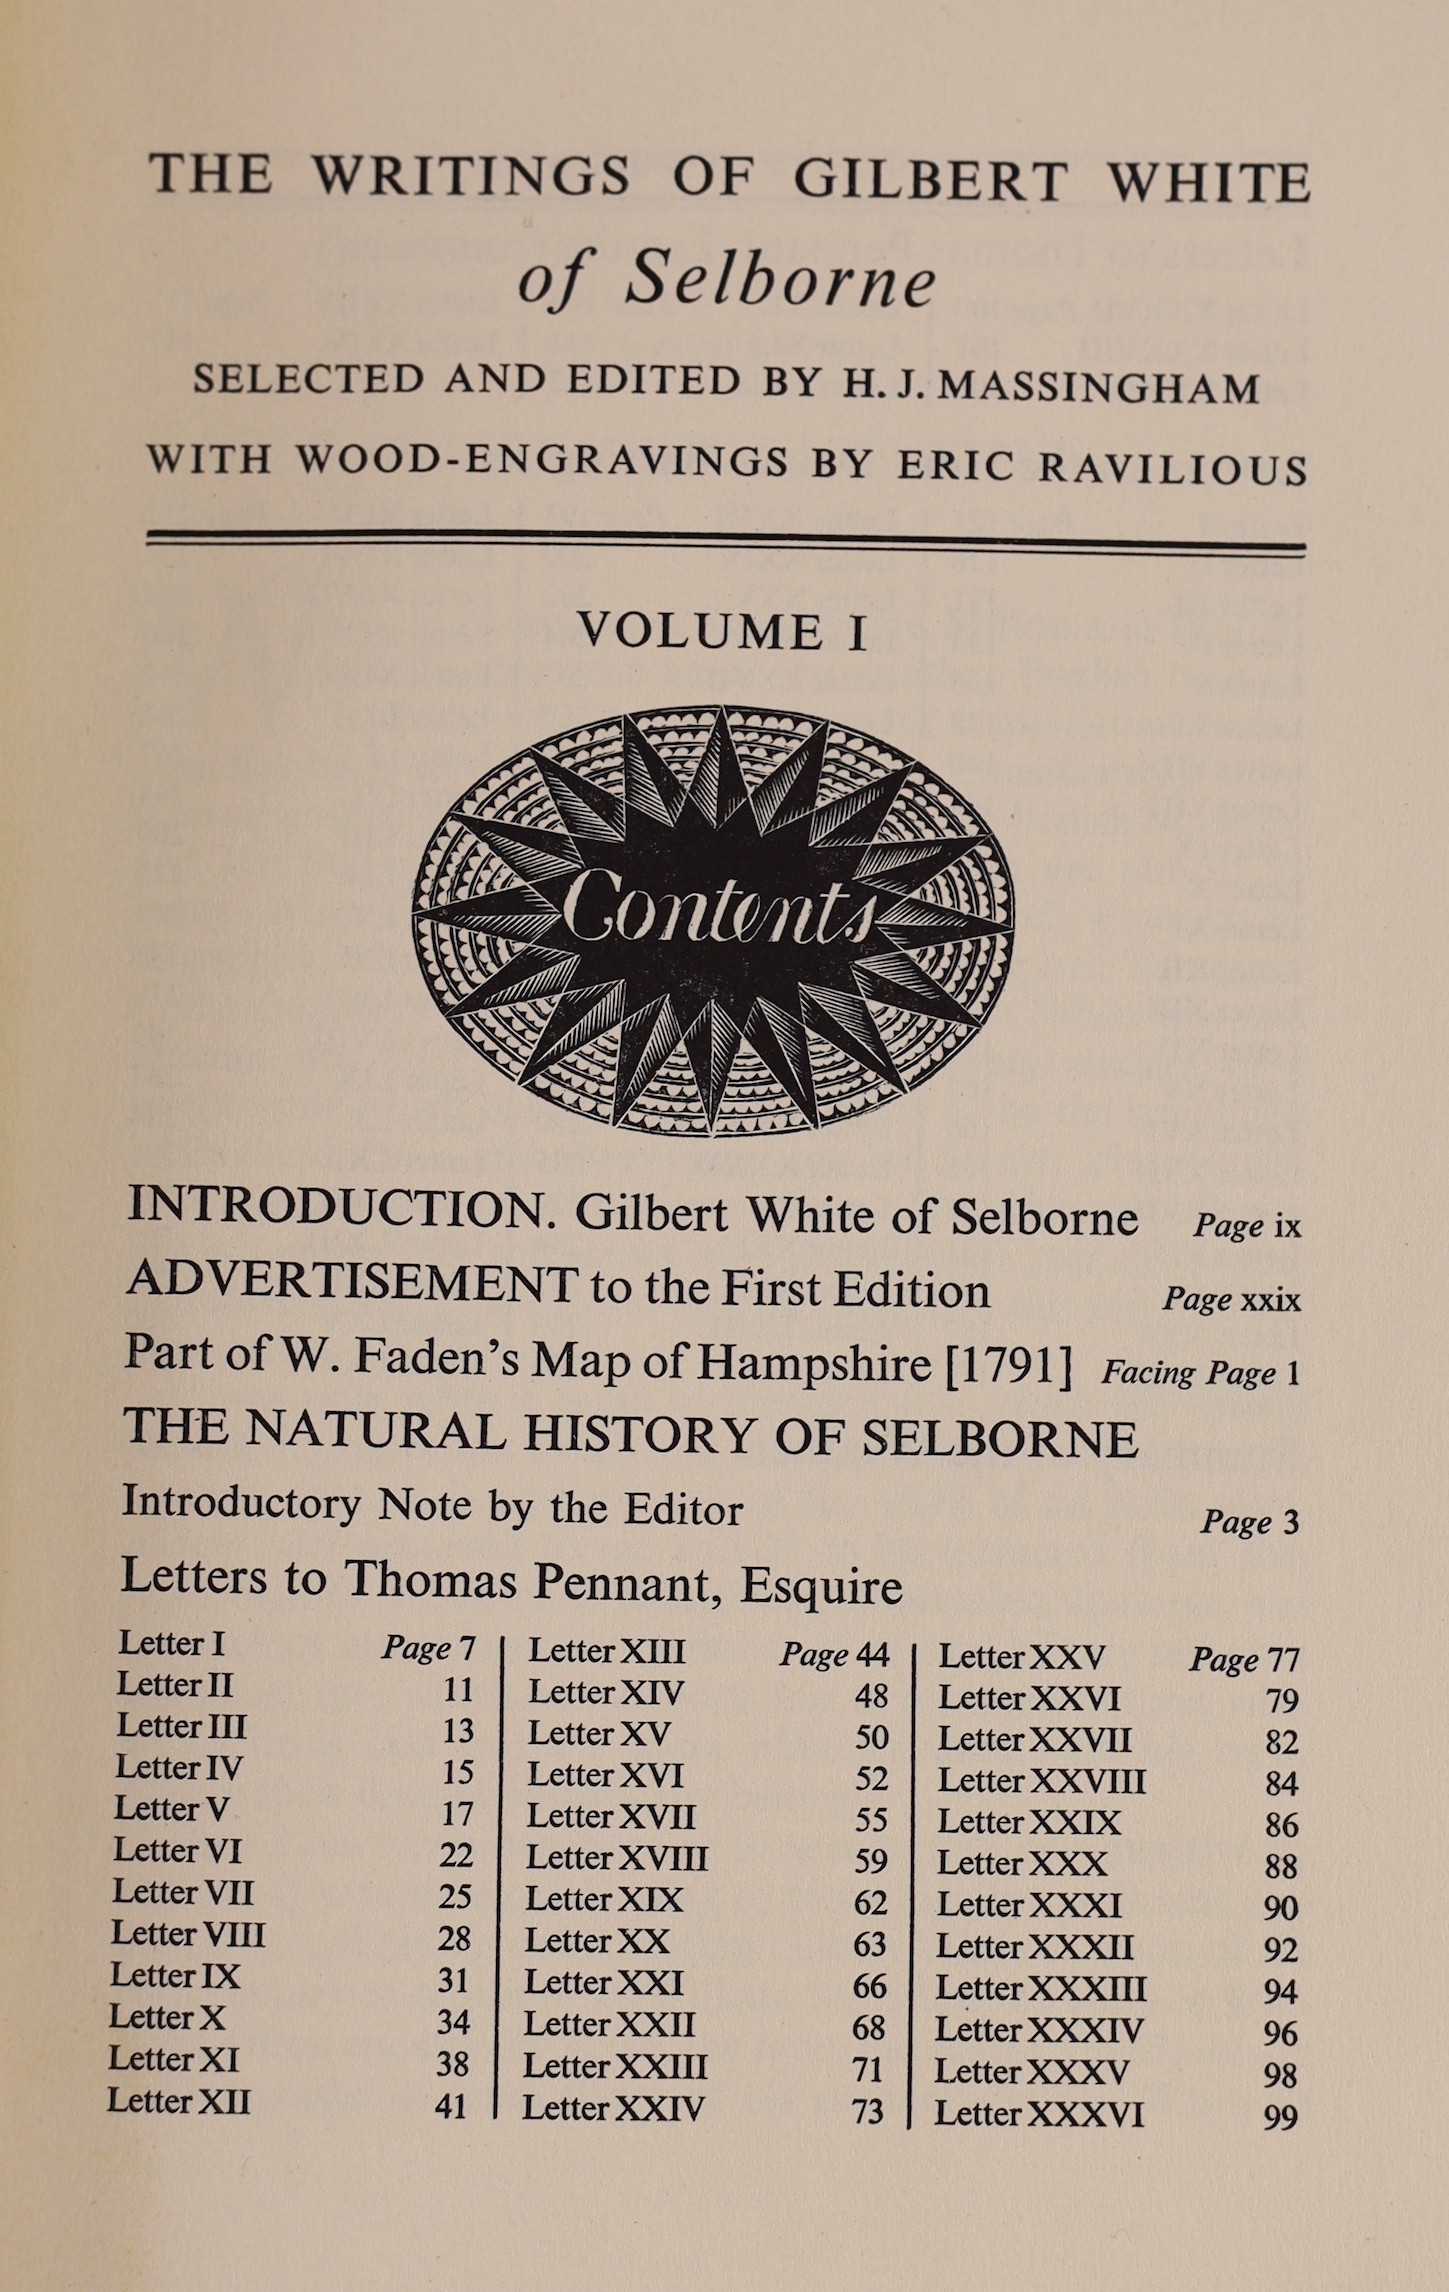 THE WRITINGS OF GILBERT WHITE
of Selborne
SELECTED AND EDITED BY H. J. MASSINGHAM
WITH WOOD-ENGRAVINGS BY ERIC RAVILIOUS
VOLUME I
Contents
INTRODUCTION. Gilbert White of Selborne Page ix
ADVERTISEMENT to the First Edition Page xxix
Part of W. Faden's Map of Hampshire [1791] Facing Page 1
THE NATURAL HISTORY OF SELBORNE
Introductory Note by the Editor Page 3
Letters to Thomas Pennant, Esquire
Letter I Page 7
Letter II 11
Letter III 13
Letter IV 15
Letter V 17
Letter VI 22
Letter VII 25
Letter VIII 28
Letter IX 31
Letter X 34
Letter XI 38
Letter XII 41
Letter XIII Page 44
Letter XIV 48
Letter XV 50
Letter XVI 52
Letter XVII 55
Letter XVIII 59
Letter XIX 62
Letter XX 63
Letter XXI 66
Letter XXII 68
Letter XXIII 71
Letter XXIV 73
Letter XXV Page 77
Letter XXVI 79
Letter XXVII 82
Letter XXVIII 84
Letter XXIX 86
Letter XXX 88
Letter XXXI 90
Letter XXXII 92
Letter XXXIII 94
Letter XXXIV 96
Letter XXXV 98
Letter XXXVI 99